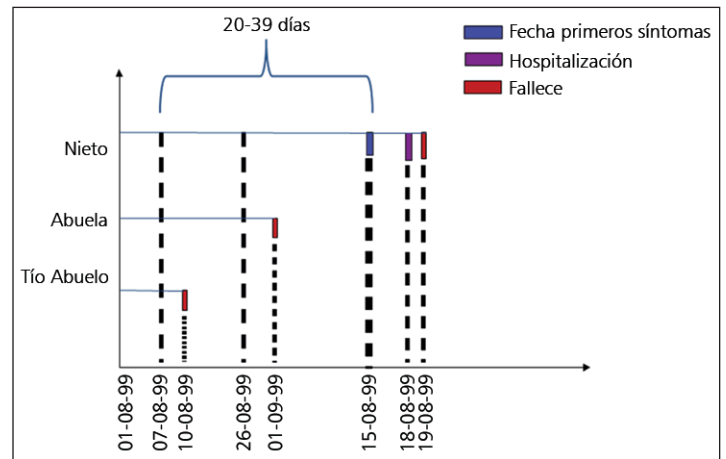 20-39 días
Fecha primeros síntomas
Hospitalización
Fallece
Nieto
Abuela
Tío Abuelo
01-08-99
07-08-99
10-08-99
26-08-99
01-09-99
15-08-99
18-08-99
19-08-99